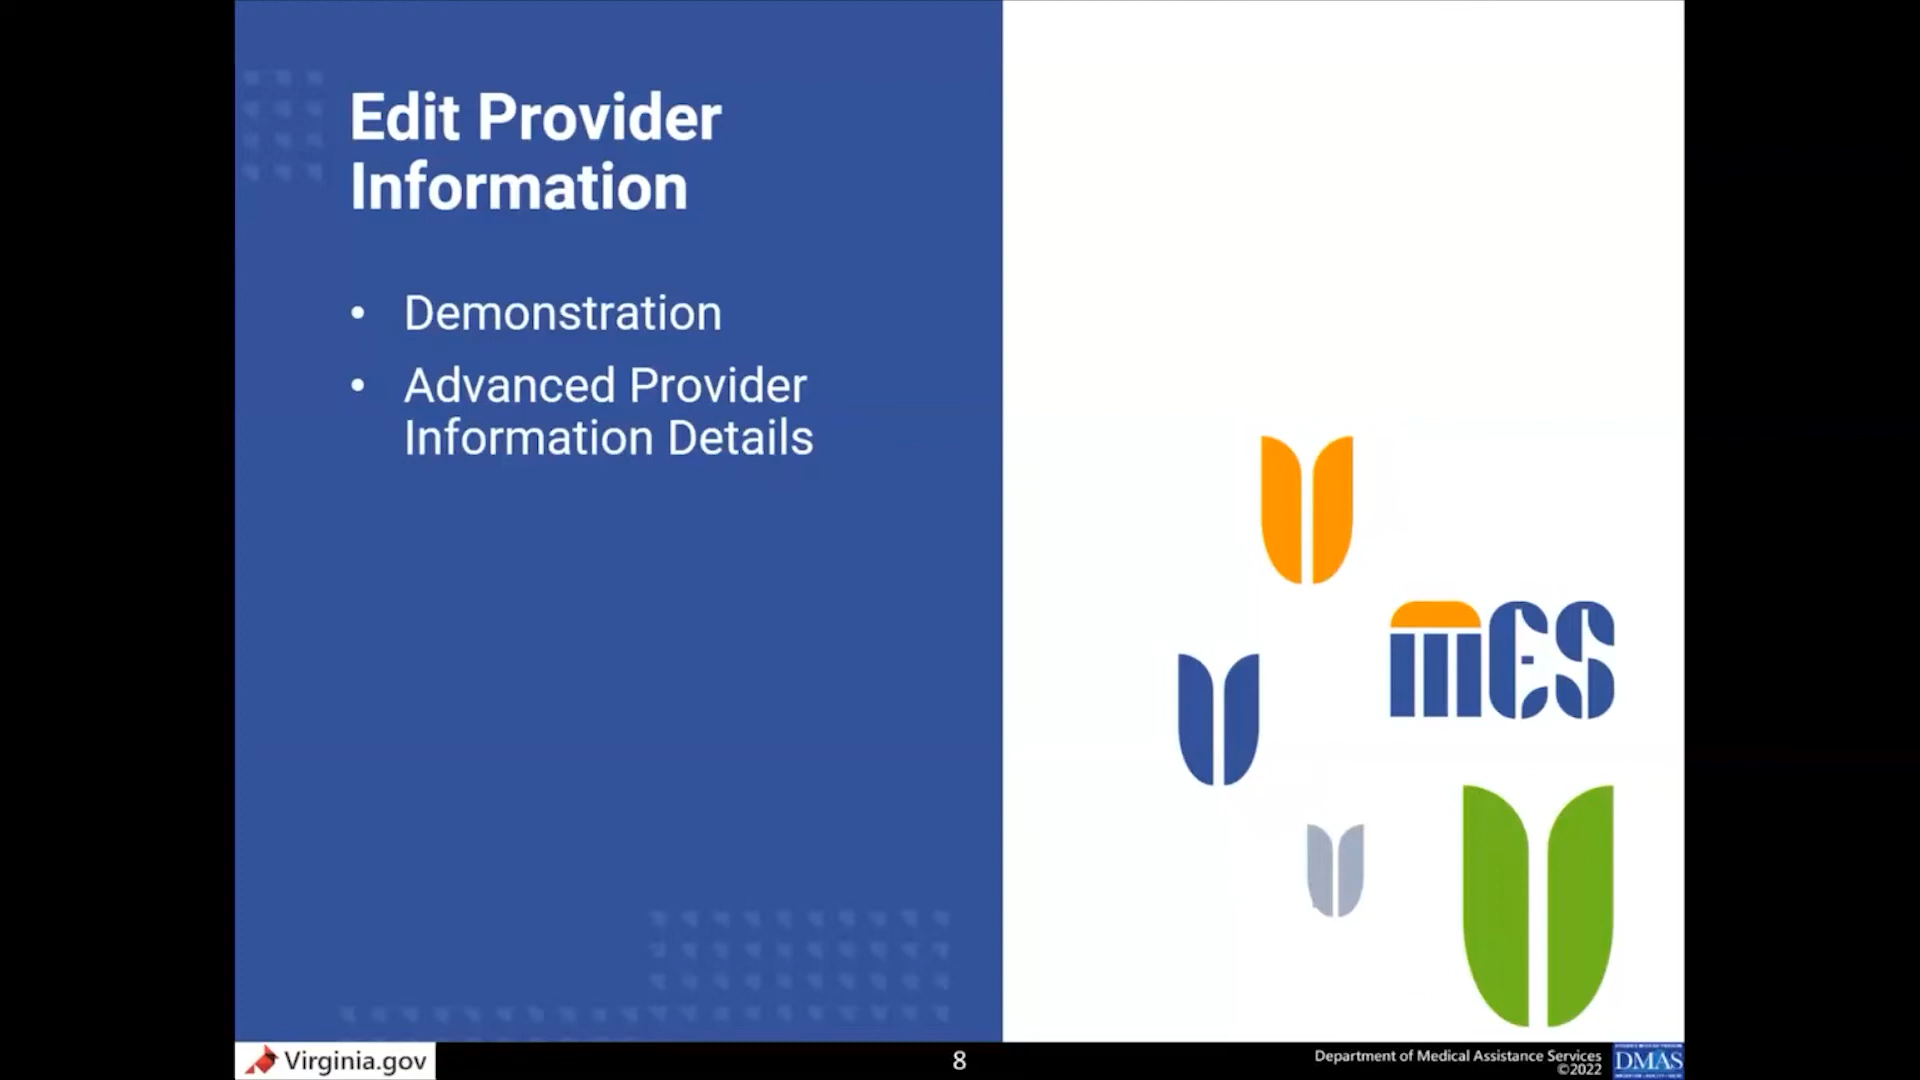 Edit Provider
Information
• Demonstration
• Advanced Provider
Information Details
mes
Virginia.gov
8
Department of Medical Assistance Services
©2022
DMAS